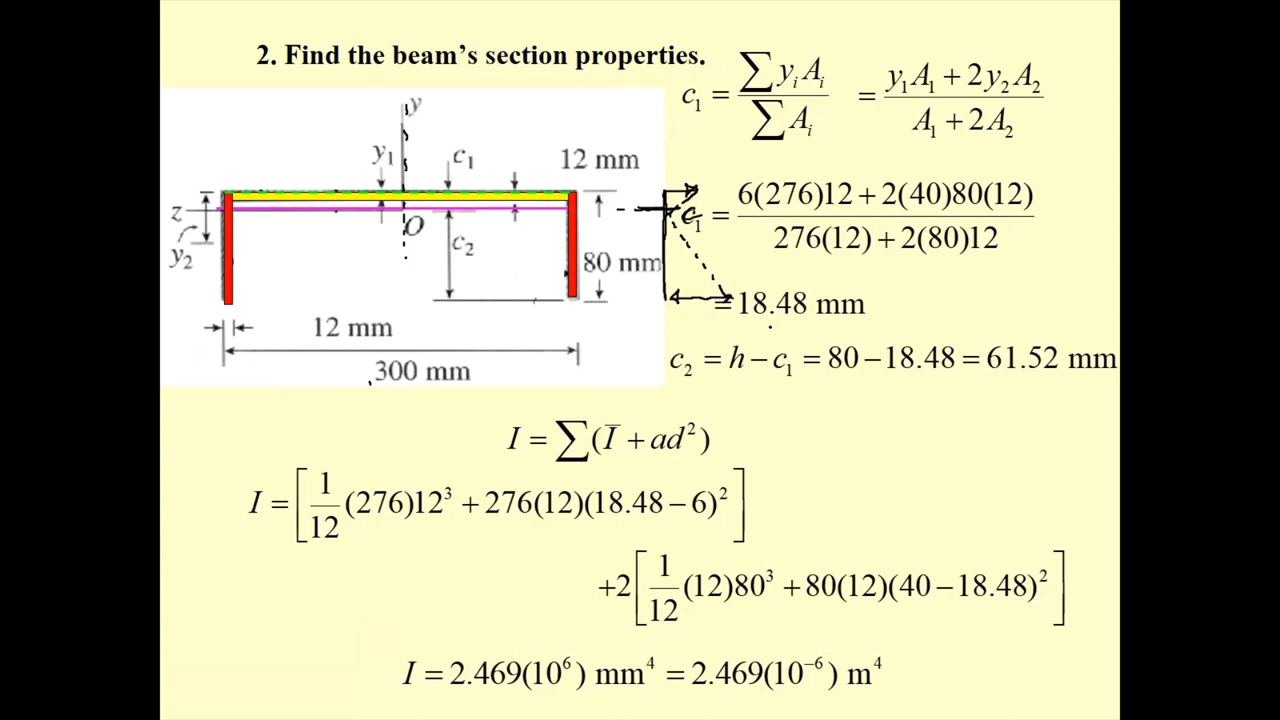 2. Find the beam's section properties.
c₁ = ∑ yᵢAᵢ / ∑ Aᵢ = (y₁A₁ + 2y₂A₂) / (A₁ + 2A₂)
y
y₁ c₁ 12 mm
z
O
y₂ c₂ 80 mm
12 mm
300 mm
c₁ = (6(276)12 + 2(40)80(12)) / (276(12) + 2(80)12)
= 18.48 mm
c₂ = h − c₁ = 80 − 18.48 = 61.52 mm
I = ∑(Ī + ad²)
I = [1/12 (276)12³ + 276(12)(18.48 − 6)²]
+2[1/12 (12)80³ + 80(12)(40 − 18.48)²]
I = 2.469(10⁶) mm⁴ = 2.469(10⁻⁶) m⁴